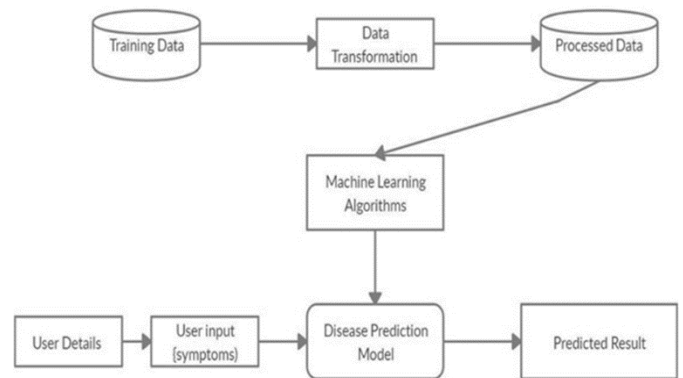 Training Data
Data
Transformation
Processed Data
Machine Learning
Algorithms
User Details
User input
(symptoms)
Disease Prediction
Model
Predicted Result